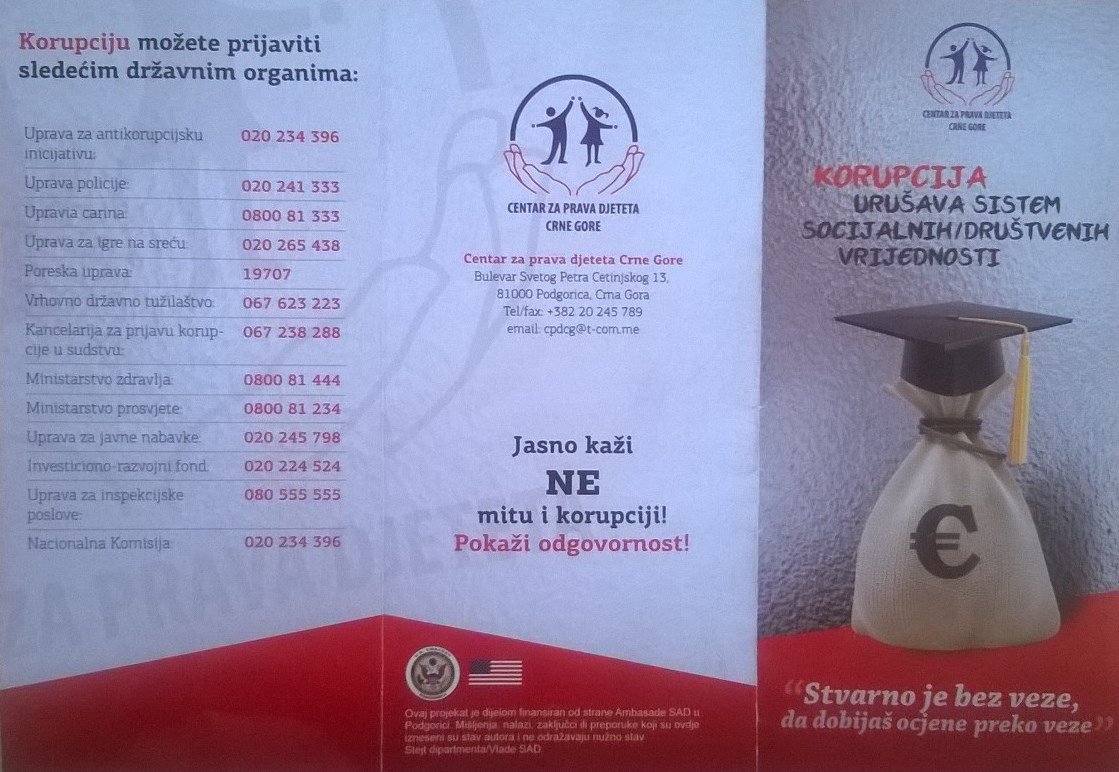 Korupciju možete prijaviti
sledećim državnim organima:
Uprava za antikorupcijsku
inicijativu: 020 234 396
Uprava policije: 020 241 333
Upravia carina: 0800 81 333
Uprava za igre na sreću: 020 265 438
Poreska uprava: 19707
Vrhovno državno tužilaštvo: 067 623 223
Kancelarija za prijavu korup-
cije u sudstvu: 067 238 288
Ministarstvo zdravlja: 0800 81 444
Ministarstvo prosvjete: 0800 81 234
Uprava za javne nabavke: 020 245 798
Investiciono-razvojni fond: 020 224 524
Uprava za inspekcijske
poslove: 080 555 555
Nacionalna Komisija: 020 234 396
ZA PRAVA DJETETA
CENTAR ZA PRAVA DJETETA
CRNE GORE
Centar za prava djeteta Crne Gore
Bulevar Svetog Petra Cetinjskog 13,
81000 Podgorica, Crna Gora
Tel/fax: +382 20 245 789
email: cpdcg@t-com.me
Jasno kaži
NE
mitu i korupciji!
Pokaži odgovornost!
Ovaj projekat je dijelom finansiran od strane Ambasade SAD u
Podgorici. Mišljenja, nalazi, zaključci ili preporuke koji su ovdje
izneseni su stav autora i ne odražavaju nužno stav
Stejt dipartmenta/Vlade SAD
CENTAR ZA PRAVA DJETETA
CRNE GORE
KORUPCIJA
URUŠAVA SISTEM
SOCIJALNIH/DRUŠTVENIH
VRIJEDNOSTI
€
“Stvarno je bez veze,
da dobijaš ocjene preko veze”